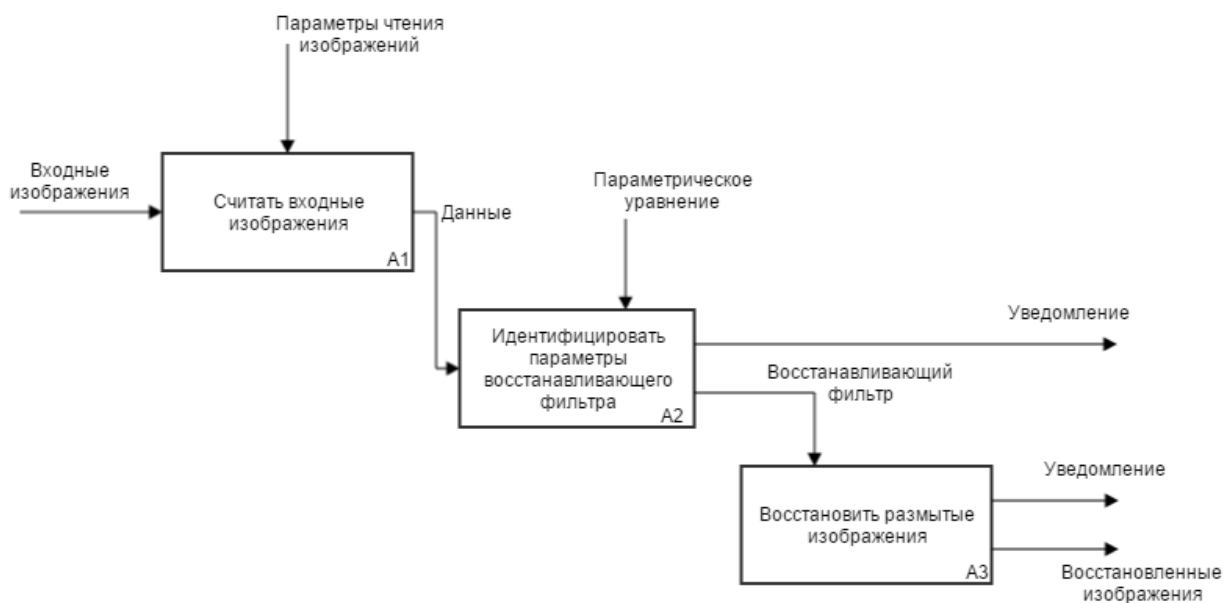 Параметры чтения
изображений
Входные
изображения
Считать входные
изображения
A1
Данные
Параметрическое
уравнение
Идентифицировать
параметры
восстанавливающего
фильтра
A2
Уведомление
Восстанавливающий
фильтр
Восстановить размытые
изображения
A3
Уведомление
Восстановленные
изображения